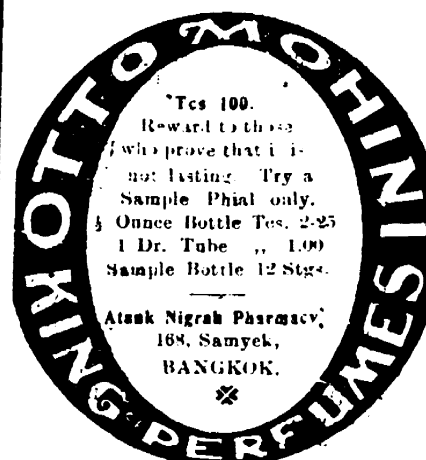 OTTO MOHINI
KING PERFUMES
Tcs 100.
Reward to those
who prove that i is
not lasting. Try a
Sample Phial only.
½ Ounce Bottle Tcs. 2-25
1 Dr. Tube „ 1.00
Sample Bottle 12 Stgs.
Atank Nigrah Pharmacy,
168, Samyek,
BANGKOK.